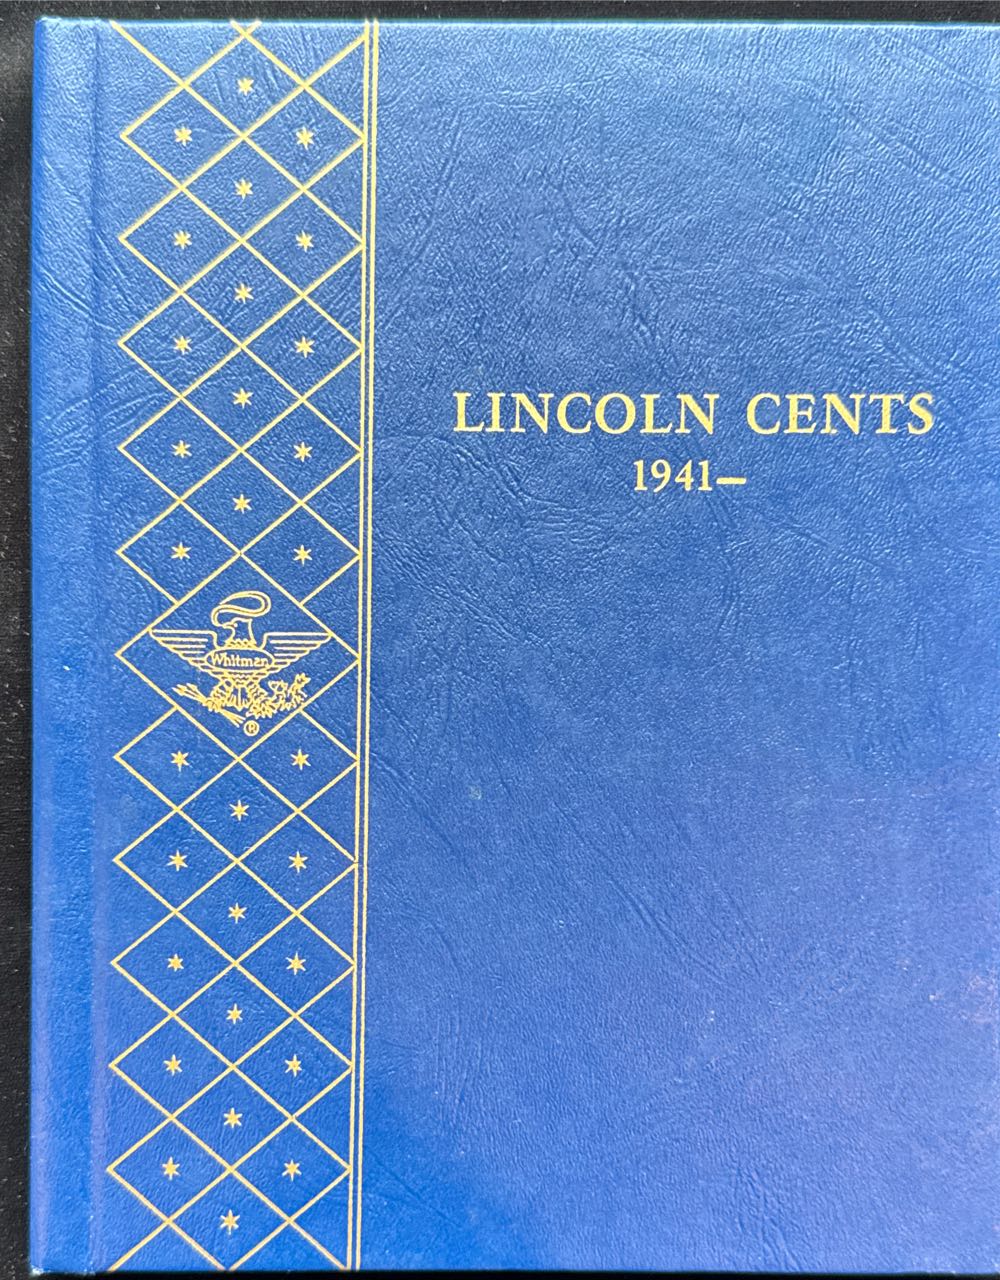 LINCOLN CENTS
1941—
Whitman
®